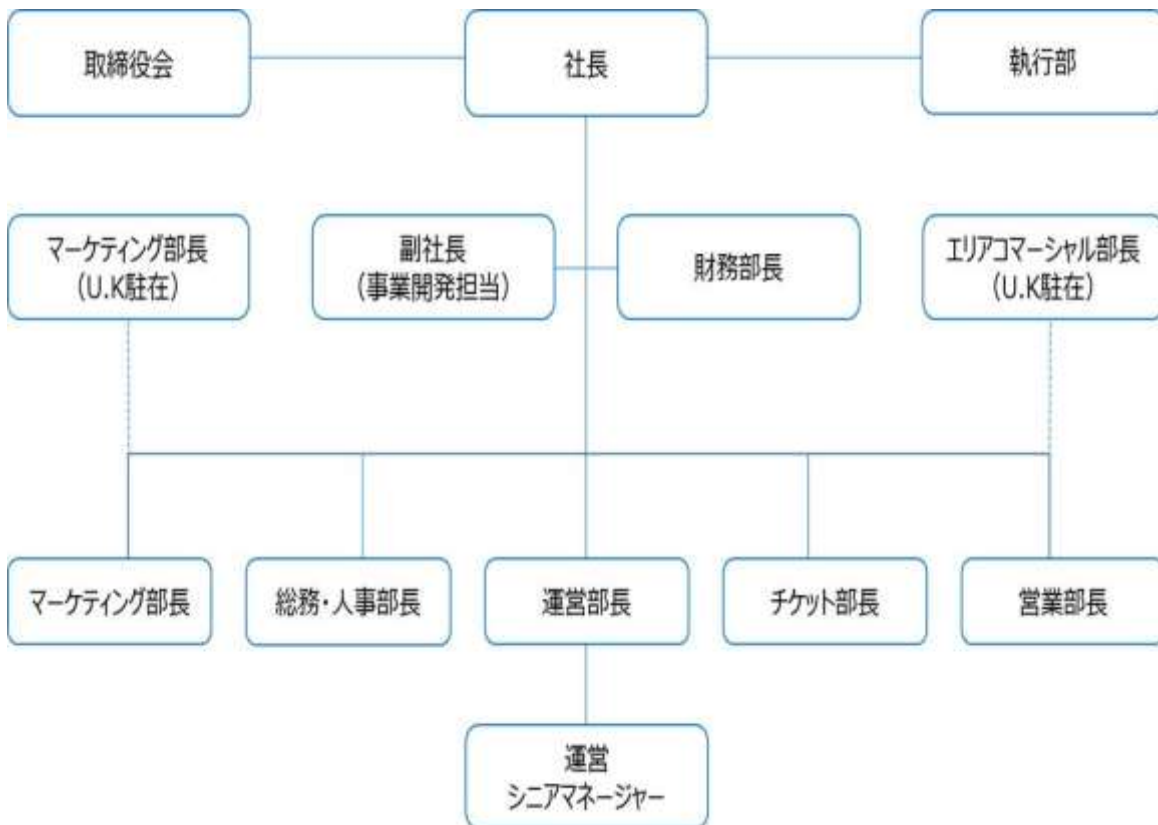 取締役会
社長
執行部
マーケティング部長
（U.K駐在）
副社長
（事業開発担当）
財務部長
エリアコマーシャル部長
（U.K駐在）
マーケティング部長
総務・人事部長
運営部長
チケット部長
営業部長
運営
シニアマネージャー